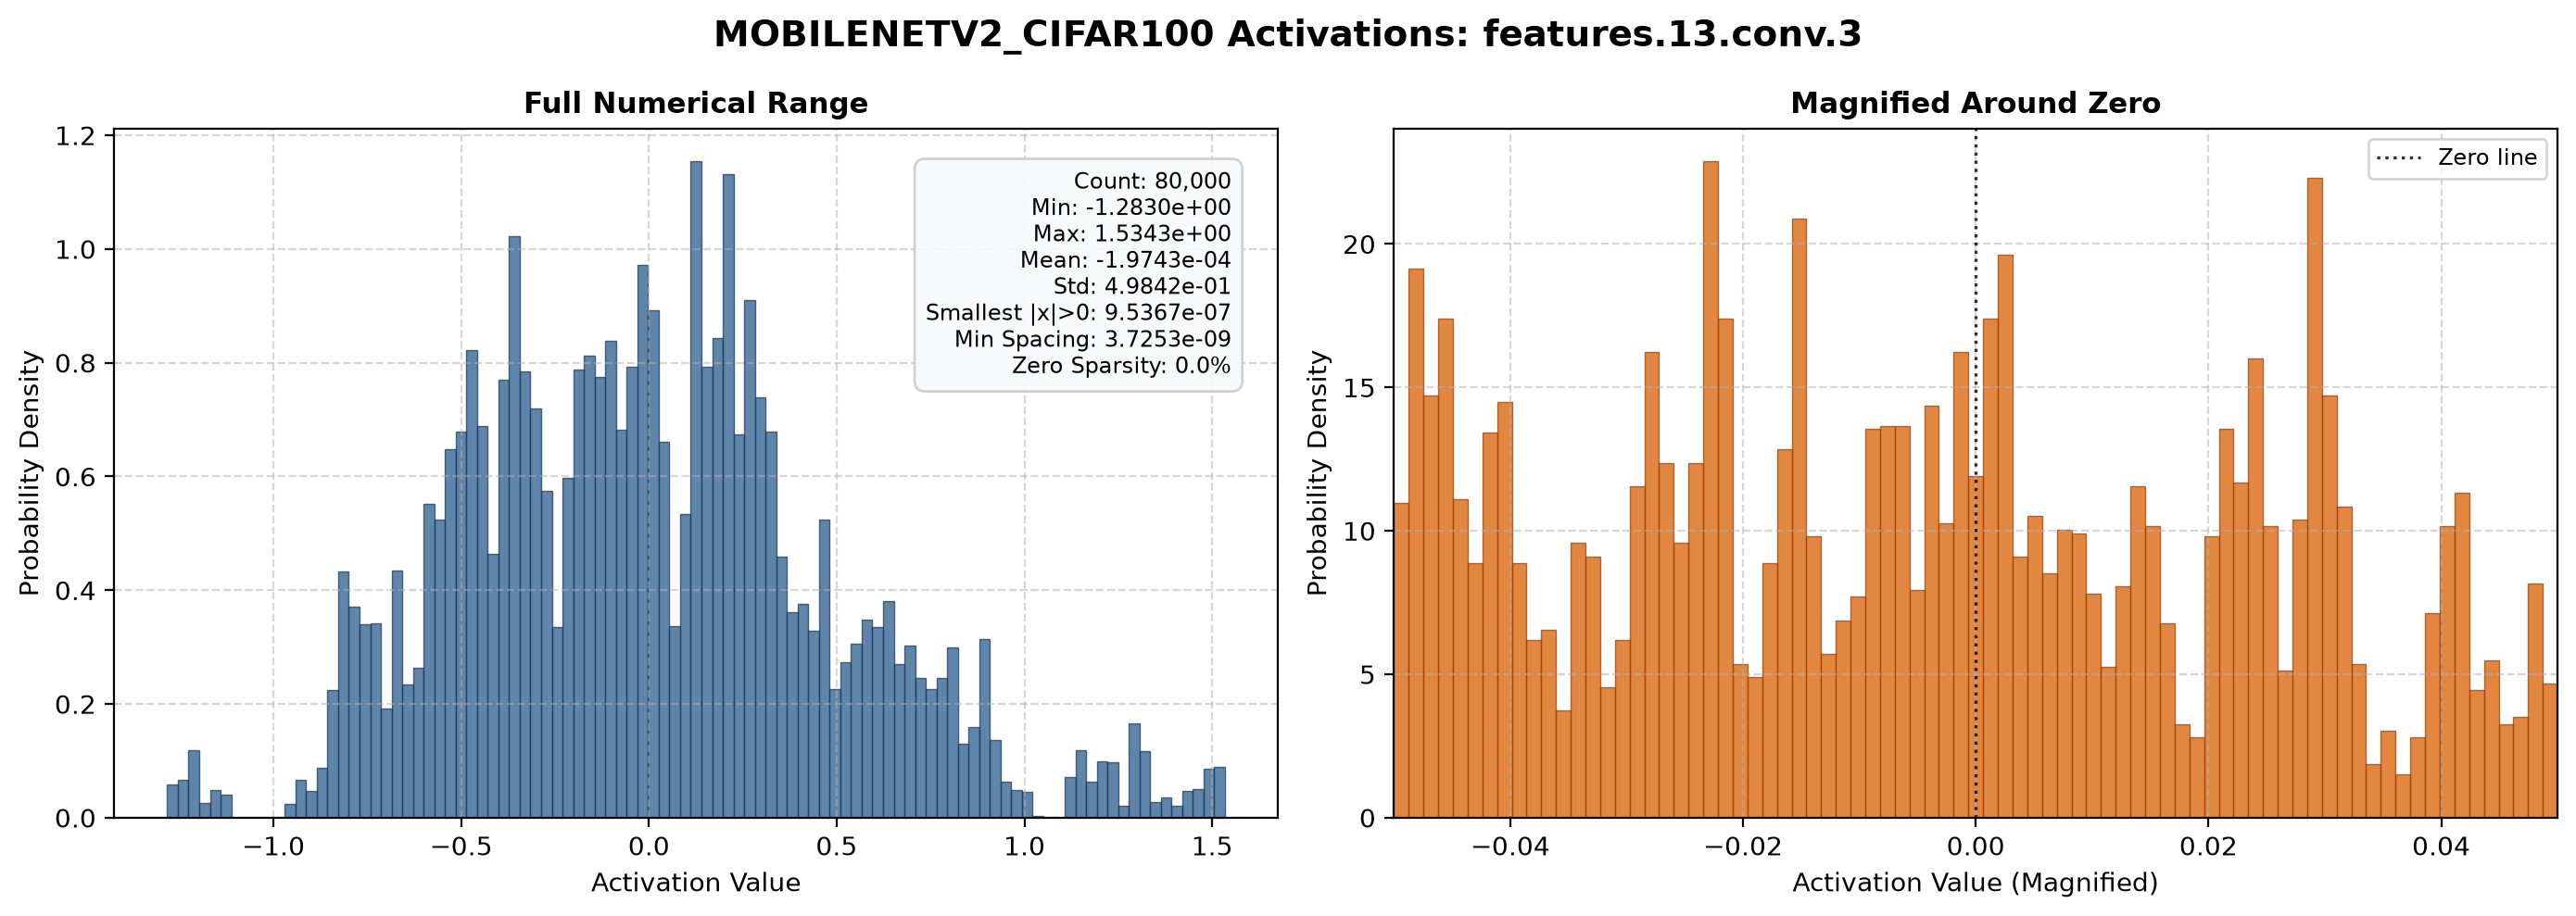 MOBILENETV2_CIFAR100 Activations: features.13.conv.3
Full Numerical Range
Probability Density
1.2
1.0
0.8
0.6
0.4
0.2
0.0
Count: 80,000
Min: -1.2830e+00
Max: 1.5343e+00
Mean: -1.9743e-04
Std: 4.9842e-01
Smallest |x|>0: 9.5367e-07
Min Spacing: 3.7253e-09
Zero Sparsity: 0.0%
−1.0 −0.5 0.0 0.5 1.0 1.5
Activation Value
Magnified Around Zero
Probability Density
20
15
10
5
0
Zero line
−0.04 −0.02 0.00 0.02 0.04
Activation Value (Magnified)